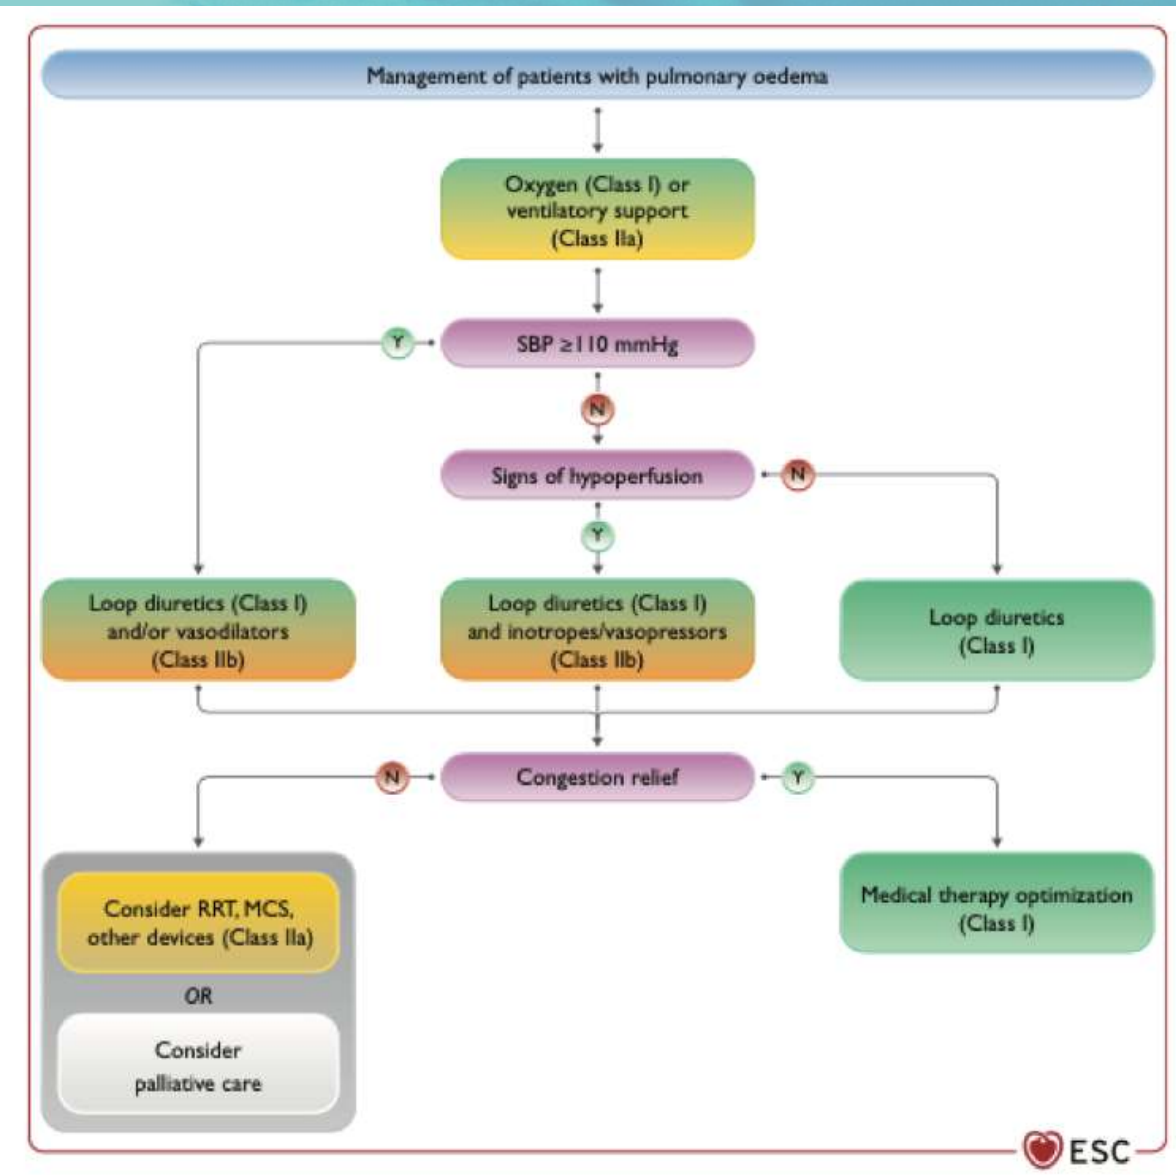 Management of patients with pulmonary oedema
Oxygen (Class I) or
ventilatory support
(Class IIa)
Y
SBP ≥110 mmHg
N
Signs of hypoperfusion
N
Y
Loop diuretics (Class I)
and/or vasodilators
(Class IIb)
Loop diuretics (Class I)
and inotropes/vasopressors
(Class IIb)
Loop diuretics
(Class I)
N
Congestion relief
Y
Consider RRT, MCS,
other devices (Class IIa)
OR
Consider
palliative care
Medical therapy optimization
(Class I)
ESC